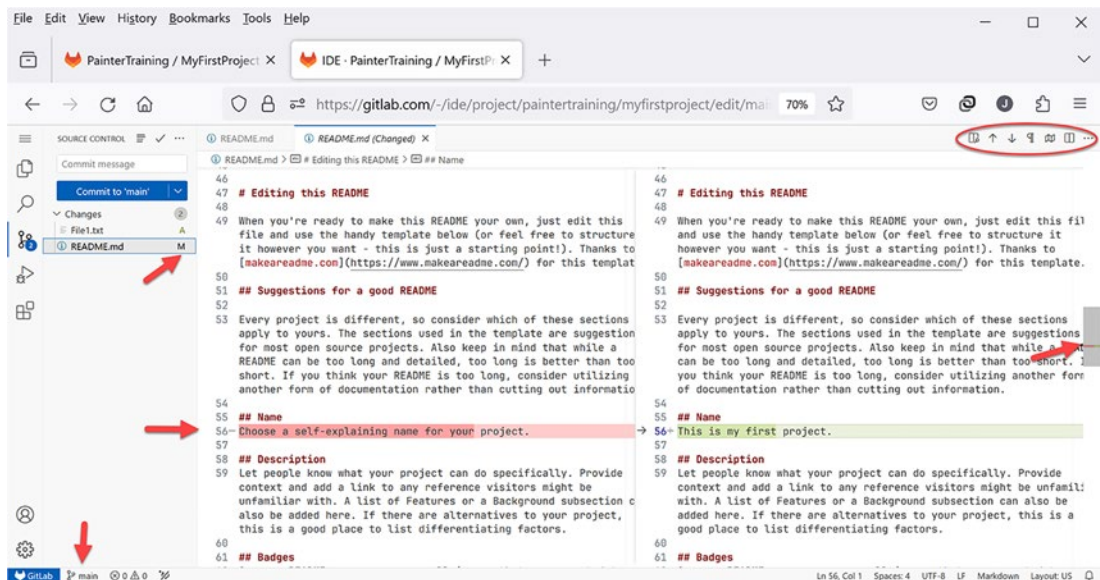 File Edit View History Bookmarks Tools Help
PainterTraining / MyFirstProject
IDE · PainterTraining / MyFirstPr
https://gitlab.com/-/ide/project/paintertraining/myfirstproject/edit/mai 70%
SOURCE CONTROL
README.md
README.md (Changed)
Commit message
README.md > # Editing this README > ## Name
Commit to 'main'
Changes 2
File1.txt A
README.md M
2
46
47 # Editing this README
48
49 When you're ready to make this README your own, just edit this
file and use the handy template below (or feel free to structure
it however you want - this is just a starting point!). Thanks to
[makeareadme.com](https://www.makeareadme.com/) for this templat
50
51 ## Suggestions for a good README
52
53 Every project is different, so consider which of these sections
apply to yours. The sections used in the template are suggestion
for most open source projects. Also keep in mind that while a
README can be too long and detailed, too long is better than too
short. If you think your README is too long, consider utilizing
another form of documentation rather than cutting out informatio
54
55 ## Name
56- Choose a self-explaining name for your project.
57
58 ## Description
59 Let people know what your project can do specifically. Provide
context and add a link to any reference visitors might be
unfamiliar with. A list of Features or a Background subsection c
also be added here. If there are alternatives to your project,
this is a good place to list differentiating factors.
60
61 ## Badges
46
47 # Editing this README
48
49 When you're ready to make this README your own, just edit this fil
and use the handy template below (or feel free to structure it
however you want - this is just a starting point!). Thanks to
[makeareadme.com](https://www.makeareadme.com/) for this template.
50
51 ## Suggestions for a good README
52
53 Every project is different, so consider which of these sections
apply to yours. The sections used in the template are suggestions
for most open source projects. Also keep in mind that while a
can be too long and detailed, too long is better than too short.
you think your README is too long, consider utilizing another form
of documentation rather than cutting out information.
54
55 ## Name
56+ This is my first project.
57
58 ## Description
59 Let people know what your project can do specifically. Provide
context and add a link to any reference visitors might be unfamili
with. A list of Features or a Background subsection can also be
added here. If there are alternatives to your project, this is a
good place to list differentiating factors.
60
61 ## Badges
GitLab main 0 0 Ln 56, Col 1 Spaces: 4 UTF-8 LF Markdown Layout: US